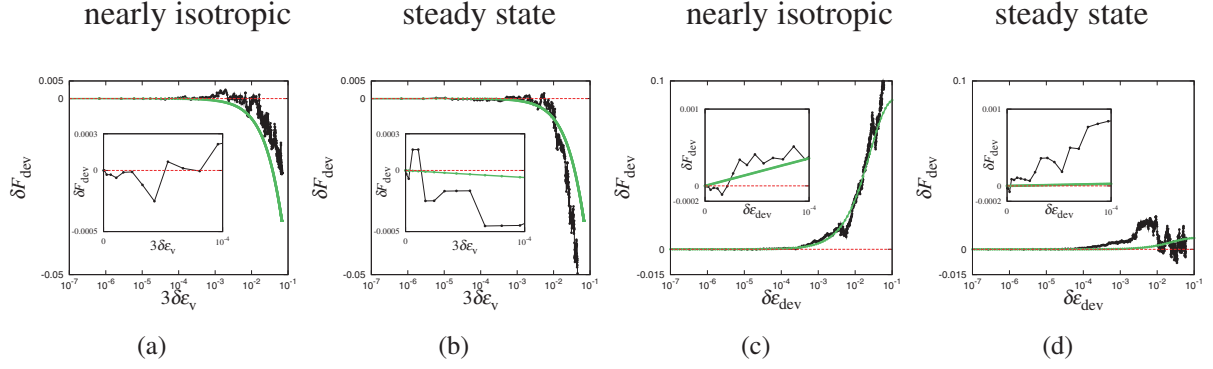 nearly isotropic
steady state
nearly isotropic
steady state
0.005
0
-0.05
δF_dev
10^-7 10^-6 10^-5 10^-4 10^-3 10^-2 10^-1
3δε_v
0.0003
0
-0.0005
δF_dev
0 10^-4
3δε_v
(a)
0.005
0
-0.05
δF_dev
10^-7 10^-6 10^-5 10^-4 10^-3 10^-2 10^-1
3δε_v
0.0003
0
-0.0005
δF_dev
0 10^-4
3δε_v
(b)
0.1
0
-0.015
δF_dev
10^-7 10^-6 10^-5 10^-4 10^-3 10^-2 10^-1
δε_dev
0.001
0
-0.0002
δF_dev
0 10^-4
δε_dev
(c)
0.1
0
-0.015
δF_dev
10^-7 10^-6 10^-5 10^-4 10^-3 10^-2 10^-1
δε_dev
0.001
0
-0.0002
δF_dev
0 10^-4
δε_dev
(d)